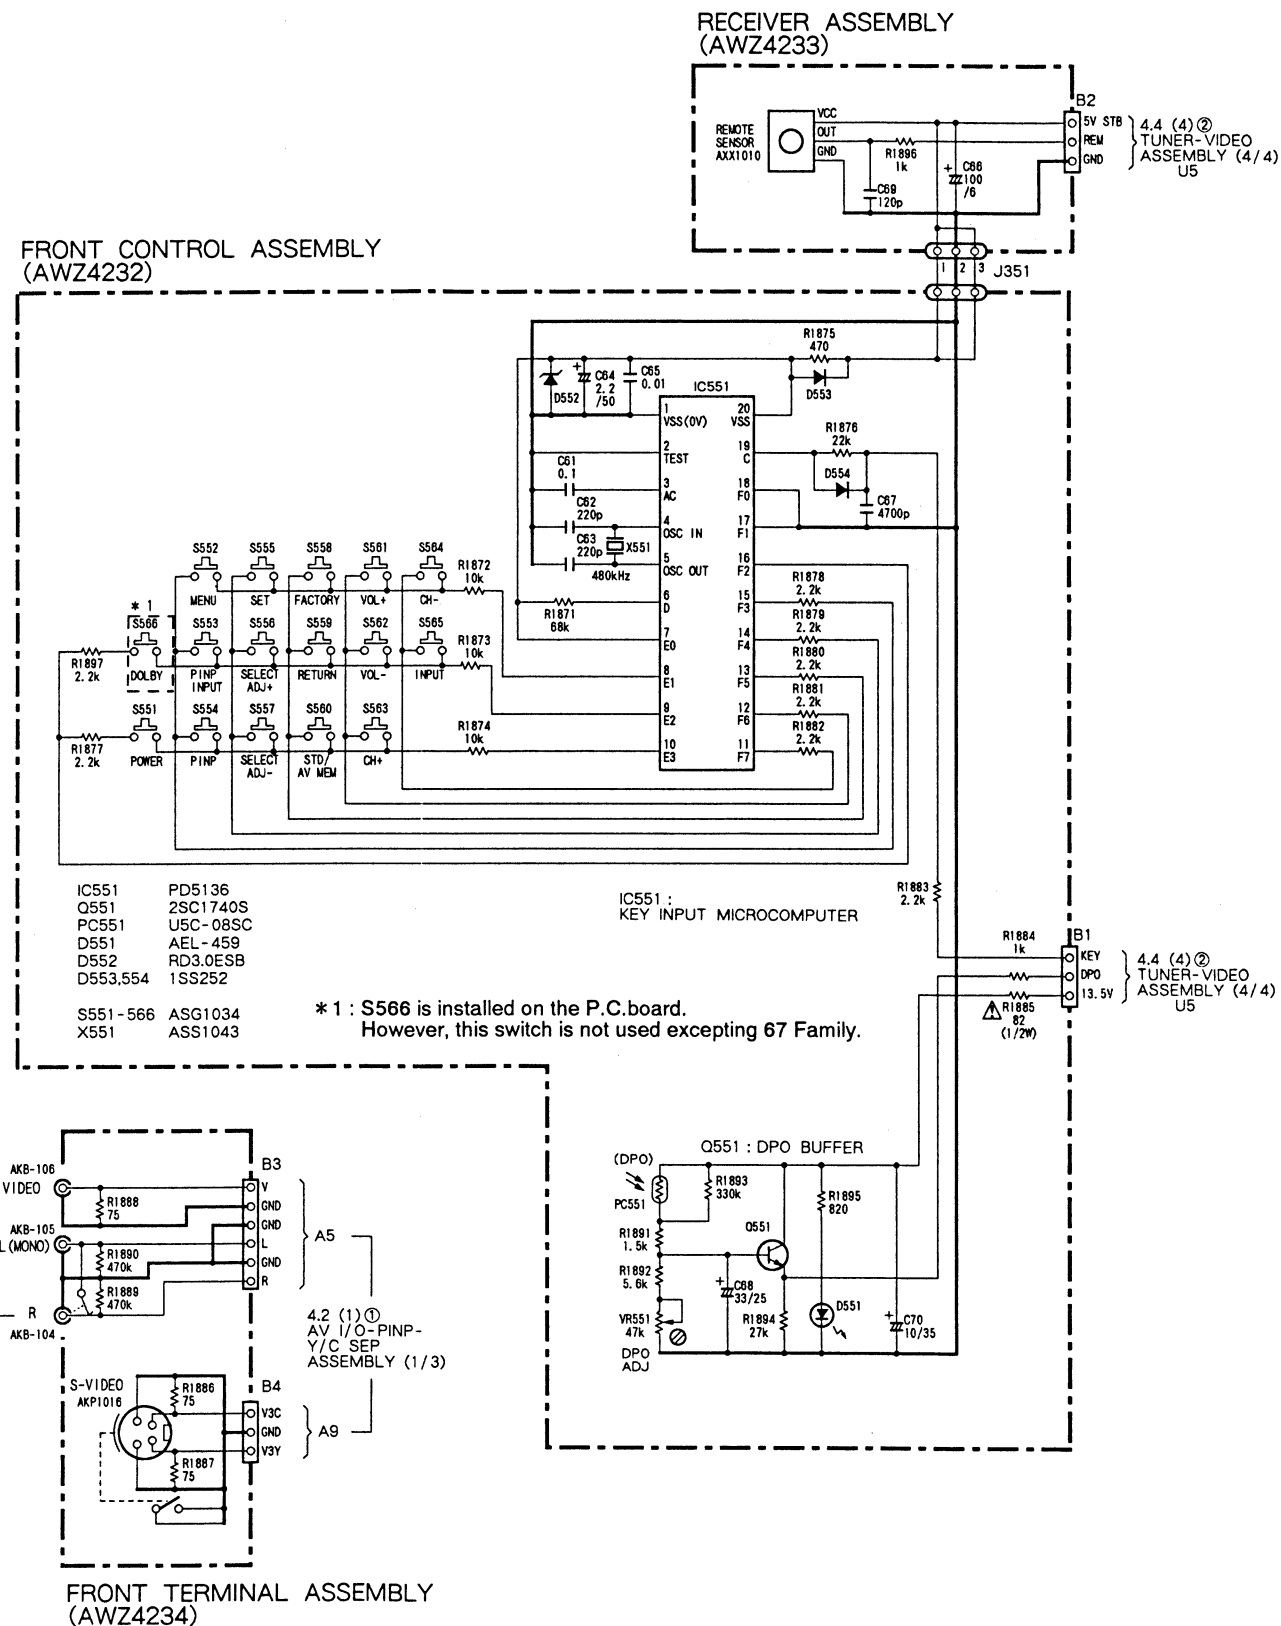 RECEIVER ASSEMBLY
(AWZ4233)
REMOTE
SENSOR
AXX1010
VCC
OUT
GND
R1896
1k
C69
120p
C66
100
/6
B2
5V STB
REM
GND
4.4 (4)②
TUNER-VIDEO
ASSEMBLY (4/4)
U5
1 2 3
J351
FRONT CONTROL ASSEMBLY
(AWZ4232)
R1875
470
D553
D552
C64
2.2
/50
C65
0.01
IC551
1
VSS(0V)
2
TEST
3
AC
4
OSC IN
5
OSC OUT
6
D
7
E0
8
E1
9
E2
10
E3
20
VSS
19
C
18
F0
17
F1
16
F2
15
F3
14
F4
13
F5
12
F6
11
F7
R1876
22k
D554
C67
4700p
C61
0.1
C62
220p
C63
220p
X551
480kHz
R1871
68k
R1878
2.2k
R1879
2.2k
R1880
2.2k
R1881
2.2k
R1882
2.2k
S552
MENU
S555
SET
S558
FACTORY
S561
VOL+
S564
CH-
R1872
10k
＊1
S566
DOLBY
S553
PINP
INPUT
S556
SELECT
ADJ+
S559
RETURN
S562
VOL-
S565
INPUT
R1873
10k
R1897
2.2k
S551
POWER
S554
PINP
S557
SELECT
ADJ-
S560
STD/
AV MEM
S563
CH+
R1874
10k
R1877
2.2k
IC551 PD5136
Q551 2SC1740S
PC551 U5C-08SC
D551 AEL-459
D552 RD3.0ESB
D553,554 1SS252
S551-566 ASG1034
X551 ASS1043
IC551 :
KEY INPUT MICROCOMPUTER
＊1 : S566 is installed on the P.C.board.
However, this switch is not used excepting 67 Family.
R1883
2.2k
R1884
1k
R1885
82
(1/2W)
B1
KEY
DPO
13.5V
4.4 (4)②
TUNER-VIDEO
ASSEMBLY (4/4)
U5
Q551 : DPO BUFFER
(DPO)
PC551
R1893
330k
R1891
1.5k
R1892
5.6k
VR551
47k
DPO
ADJ
C68
33/25
Q551
R1894
27k
R1895
820
D551
C70
10/35
AKB-106
VIDEO
R1888
75
AKB-105
L(MONO)
R1890
470k
R1889
470k
R
AKB-104
B3
V
GND
GND
L
GND
R
A5
4.2 (1)①
AV I/O-PINP-
Y/C SEP
ASSEMBLY (1/3)
S-VIDEO
AKP1016
R1886
75
R1887
75
B4
V3C
GND
V3Y
A9
FRONT TERMINAL ASSEMBLY
(AWZ4234)